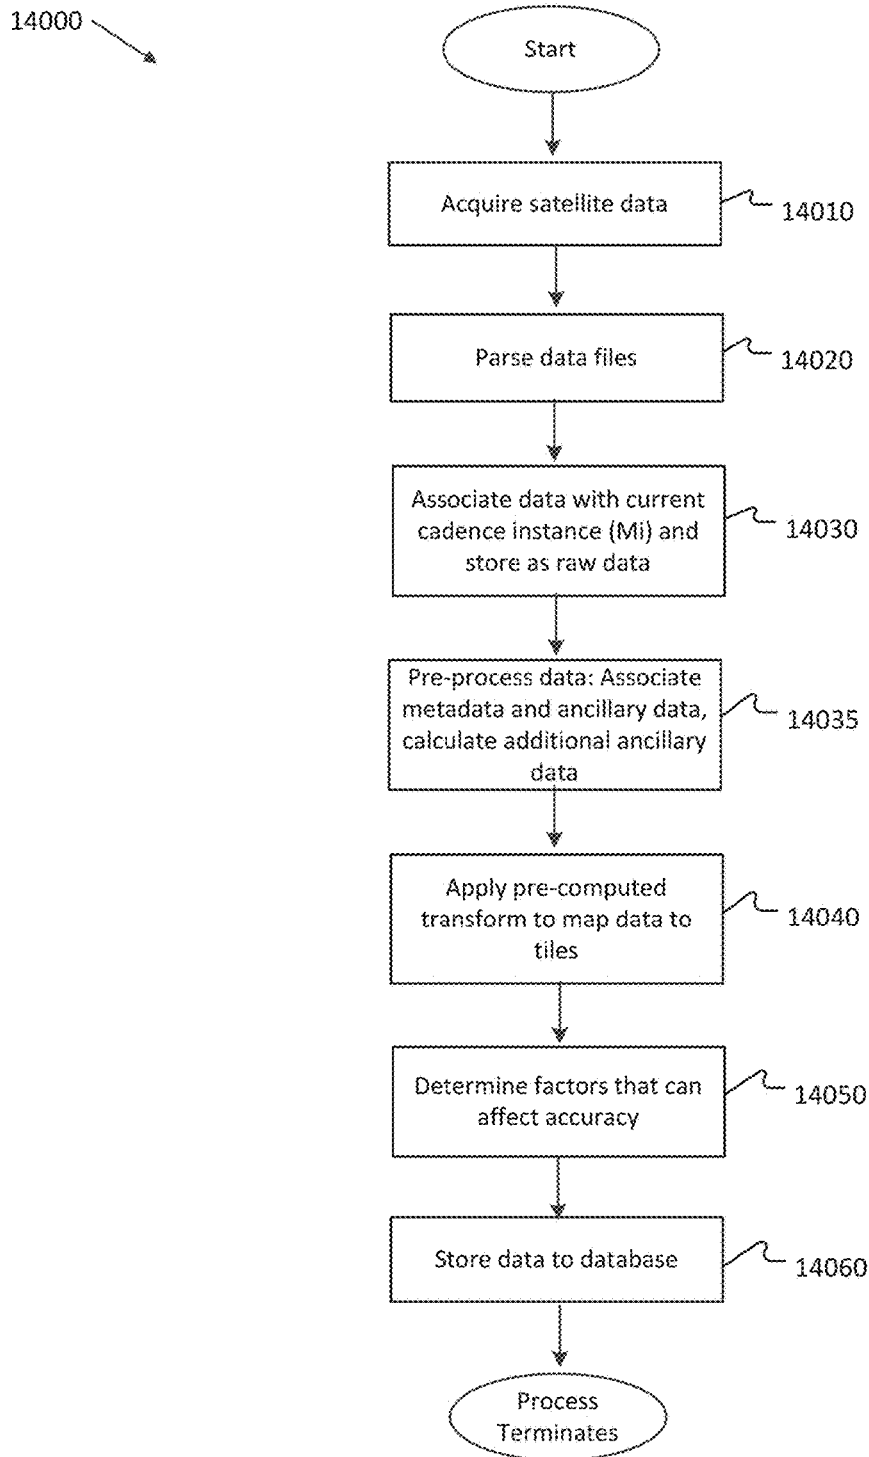 14000
Start
Acquire satellite data
14010
Parse data files
14020
Associate data with current
cadence instance (Mi) and
store as raw data
14030
Pre-process data: Associate
metadata and ancillary data,
calculate additional ancillary
data
14035
Apply pre-computed
transform to map data to
tiles
14040
Determine factors that can
affect accuracy
14050
Store data to database
14060
Process
Terminates